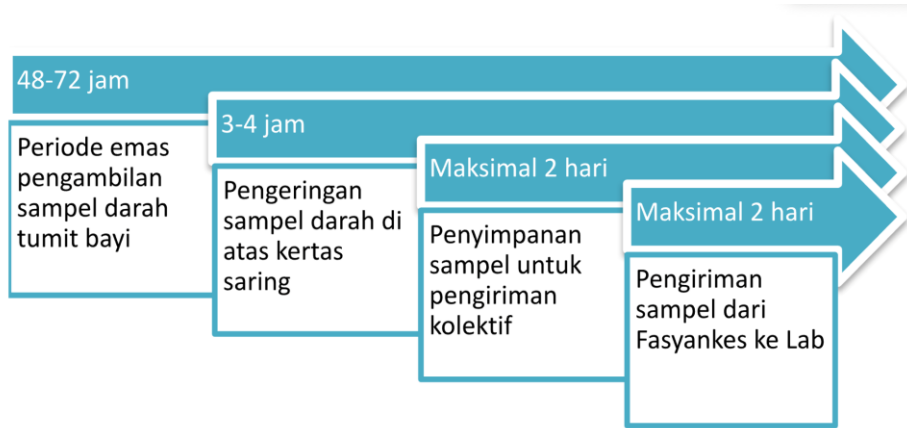 48-72 jam
Periode emas
pengambilan
sampel darah
tumit bayi
3-4 jam
Pengeringan
sampel darah di
atas kertas
saring
Maksimal 2 hari
Penyimpanan
sampel untuk
pengiriman
kolektif
Maksimal 2 hari
Pengiriman
sampel dari
Fasyankes ke Lab